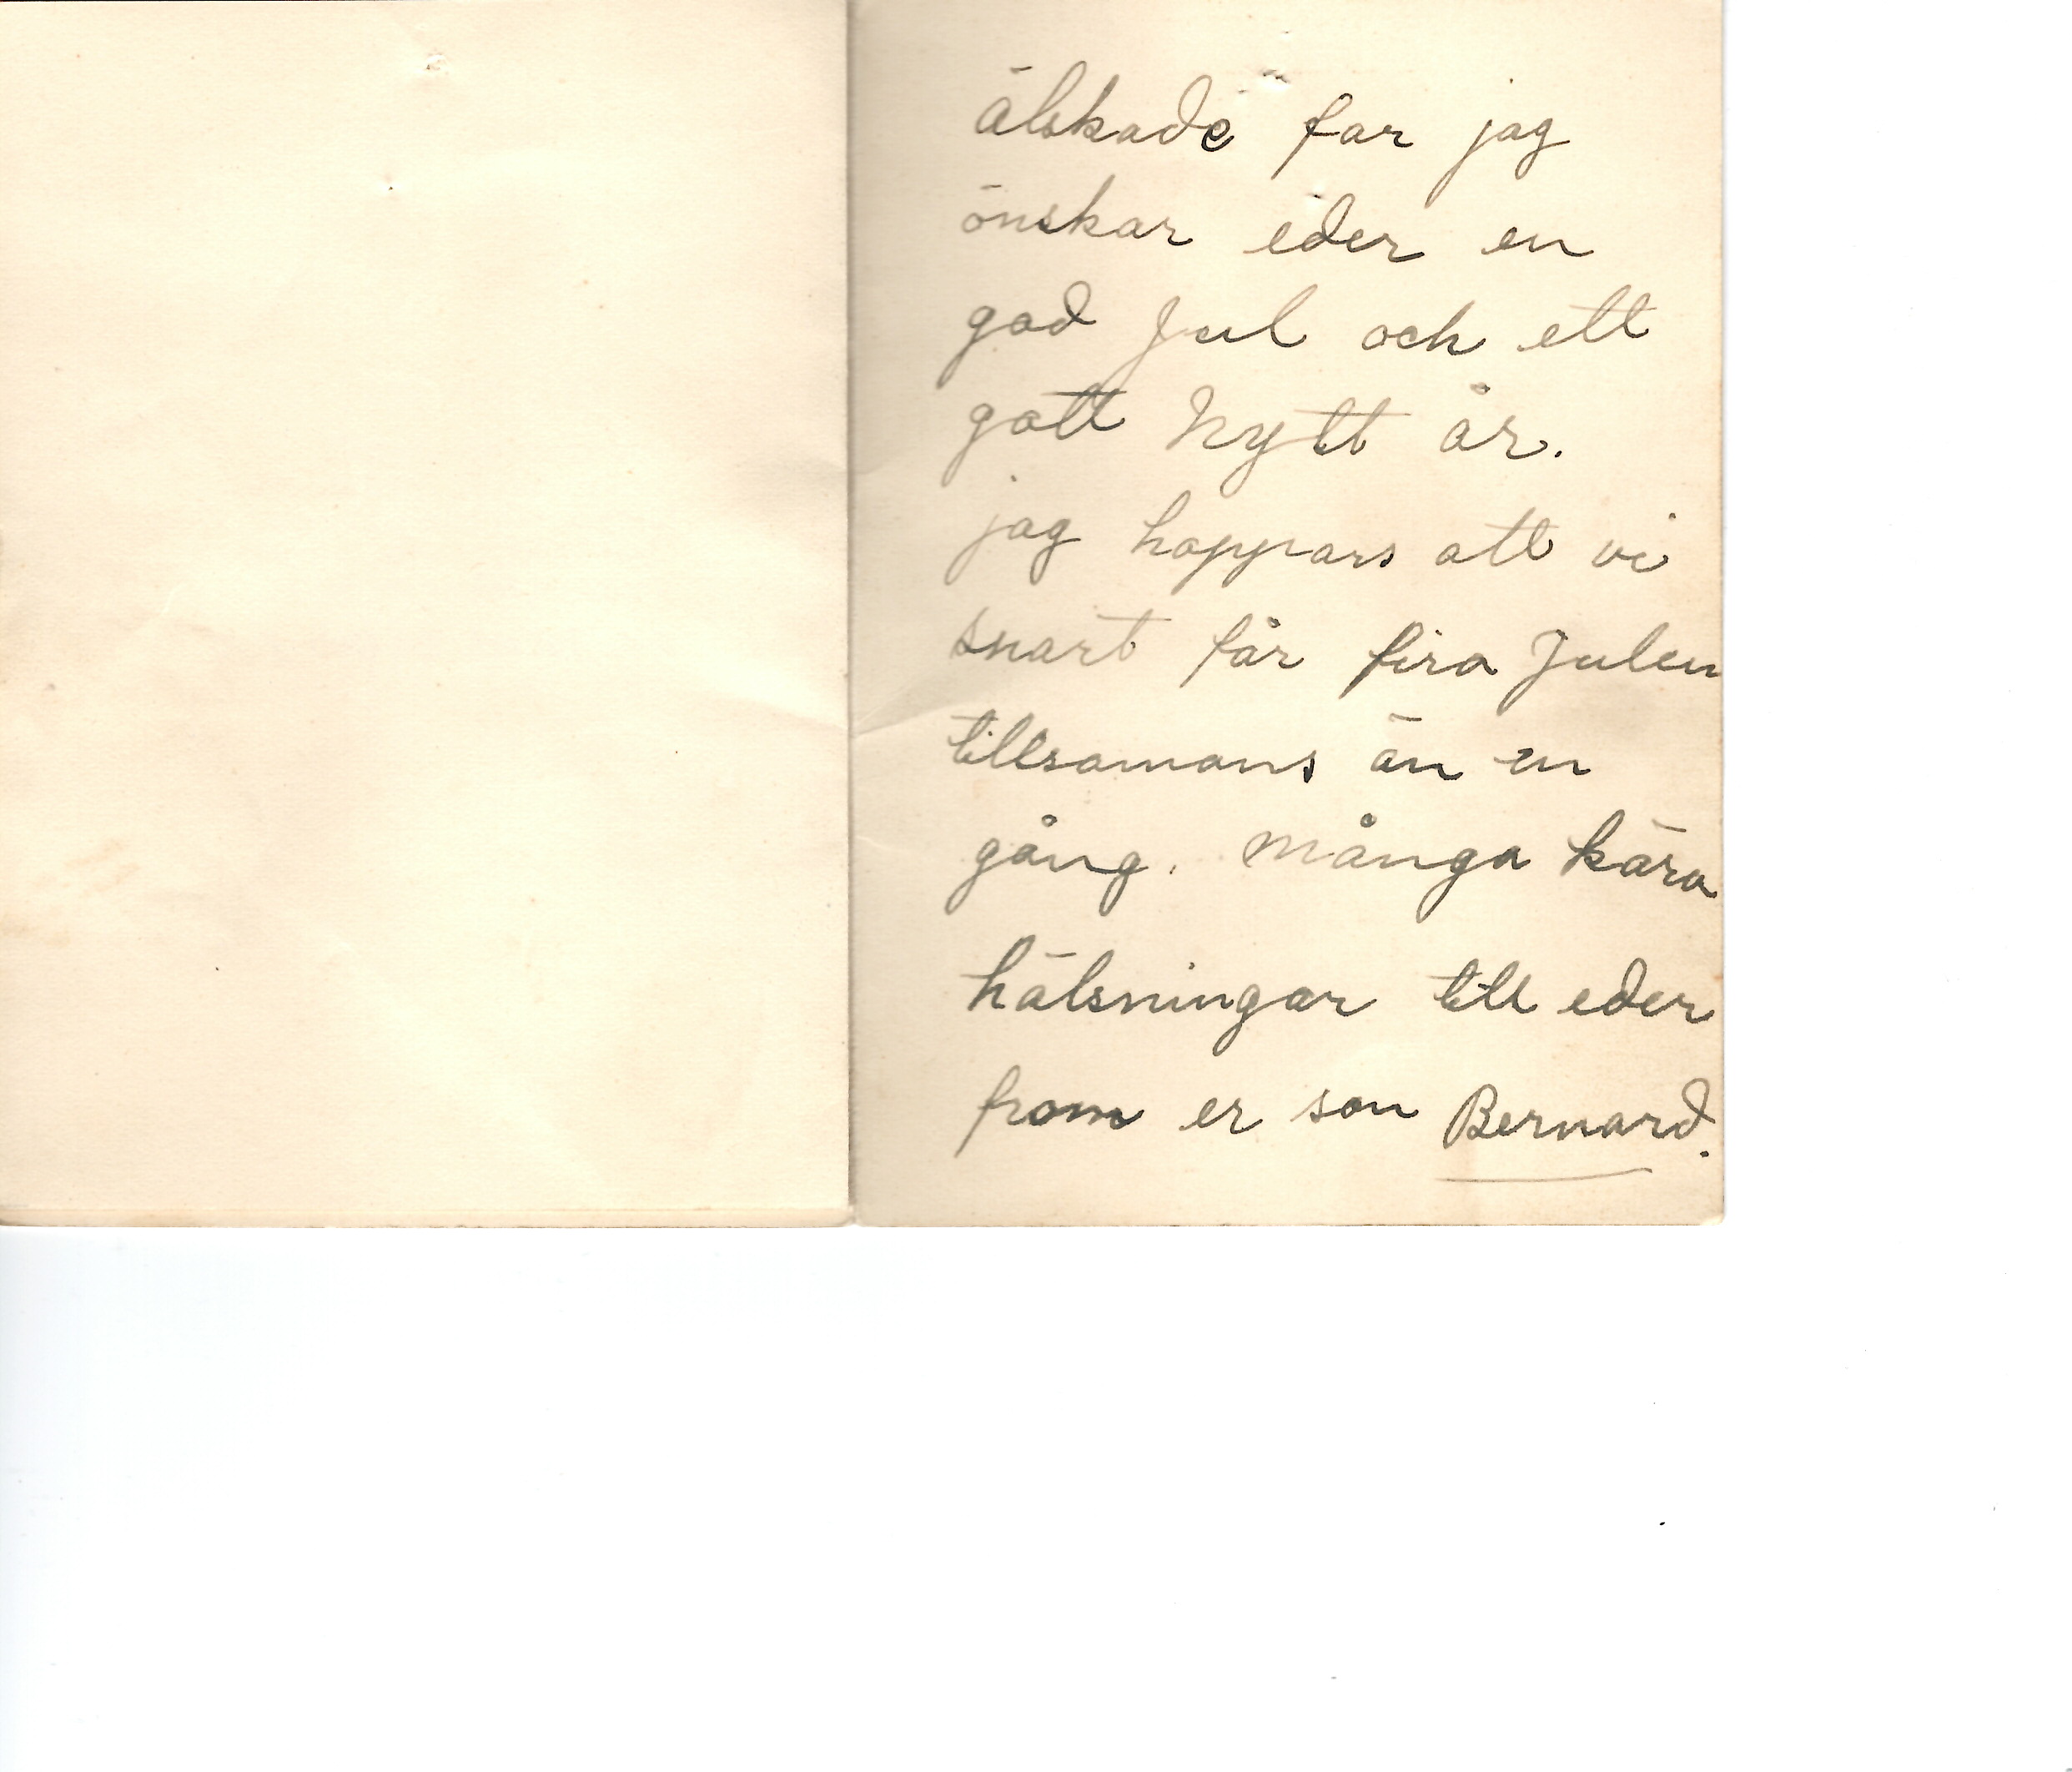 älskade far jag
önskar eder en
god Jul och ett
gott Nytt år.
jag hoppars att vi
snart får fira Julen
tillsamans än en
gång. många kära
hälsningar till eder
from er son Bernard.